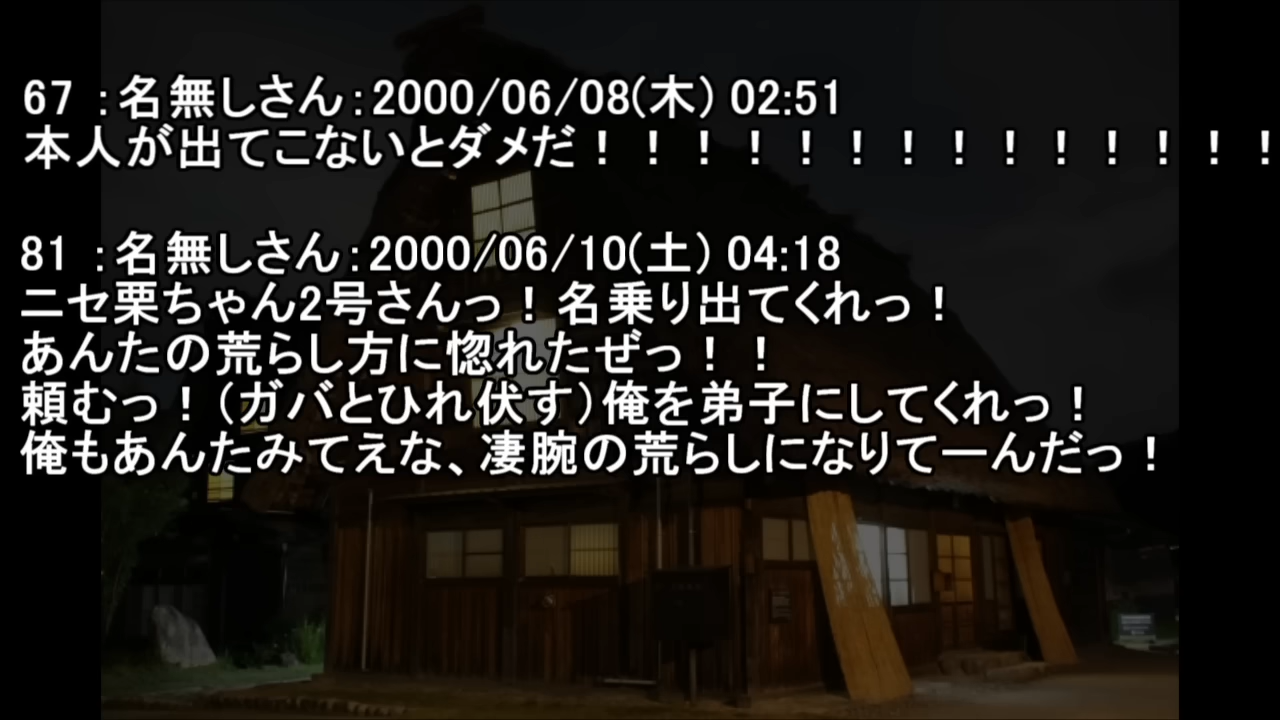 67 ：名無しさん：2000/06/08(木) 02:51
本人が出てこないとダメだ！！！！！！！！！！！！！！
81 ：名無しさん：2000/06/10(土) 04:18
ニセ栗ちゃん2号さんっ！名乗り出てくれっ！
あんたの荒らし方に惚れたぜっ！！
頼むっ！（ガバとひれ伏す）俺を弟子にしてくれっ！
俺もあんたみてえな、凄腕の荒らしになりてーんだっ！